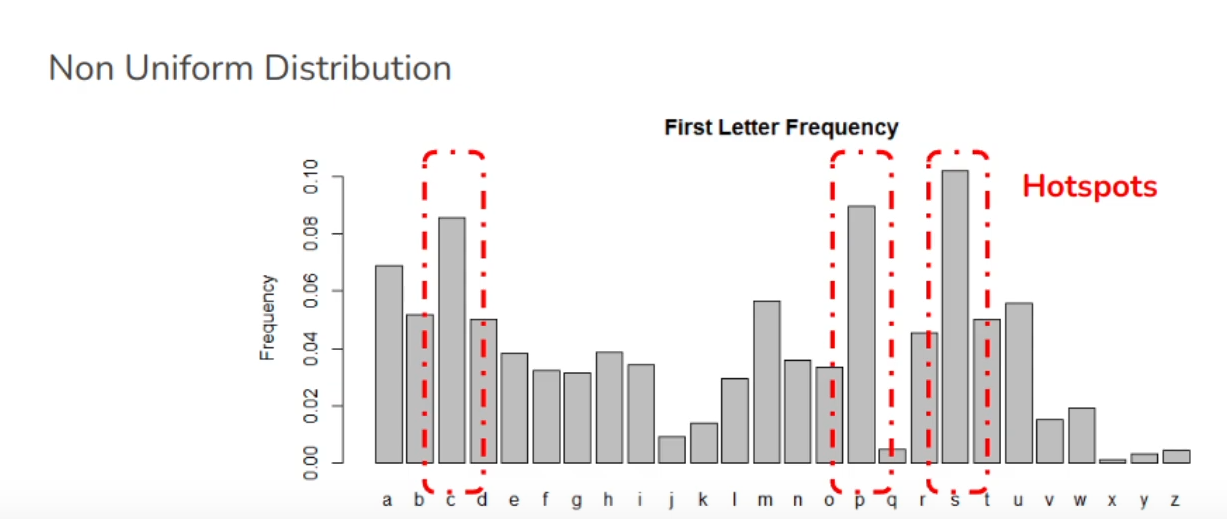 Non Uniform Distribution
First Letter Frequency
Hotspots
Frequency
0.10
0.08
0.06
0.04
0.02
0.00
a b c d e f g h i j k l m n o p q r s t u v w x y z